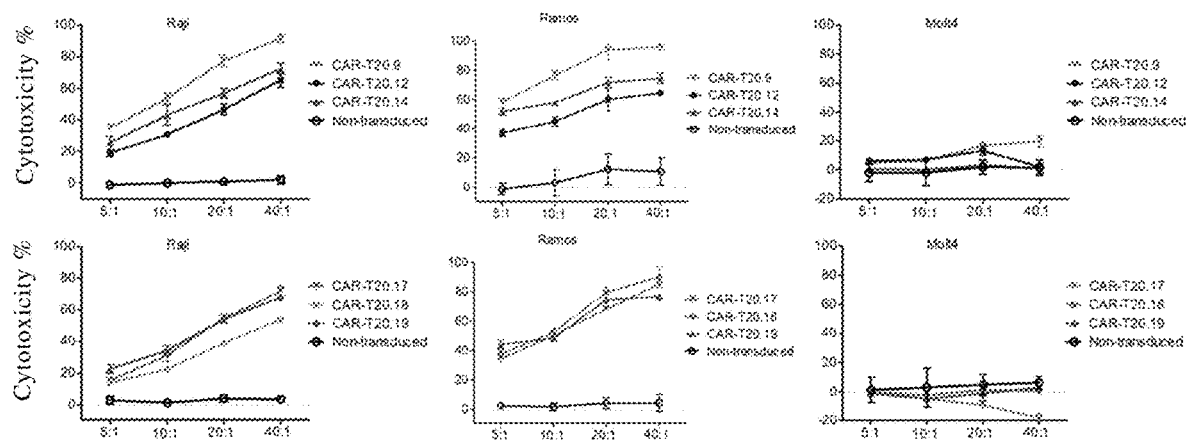 Cytotoxicity %
Raji
100
80
60
40
20
0
5:1 10:1 20:1 40:1
CAR-T20.9
CAR-T20.12
CAR-T20.14
Non-transduced
Ramos
100
80
60
40
20
0
5:1 10:1 20:1 40:1
CAR-T20.9
CAR-T20.12
CAR-T20.14
Non-transduced
Molt4
100
80
60
40
20
0
-20
5:1 10:1 20:1 40:1
CAR-T20.9
CAR-T20.12
CAR-T20.14
Non-transduced
Cytotoxicity %
Raji
100
80
60
40
20
0
5:1 10:1 20:1 40:1
CAR-T20.17
CAR-T20.18
CAR-T20.19
Non-transduced
Ramos
100
80
60
40
20
0
5:1 10:1 20:1 40:1
CAR-T20.17
CAR-T20.18
CAR-T20.19
Non-transduced
Molt4
100
80
60
40
20
0
-20
5:1 10:1 20:1 40:1
CAR-T20.17
CAR-T20.18
CAR-T20.19
Non-transduced